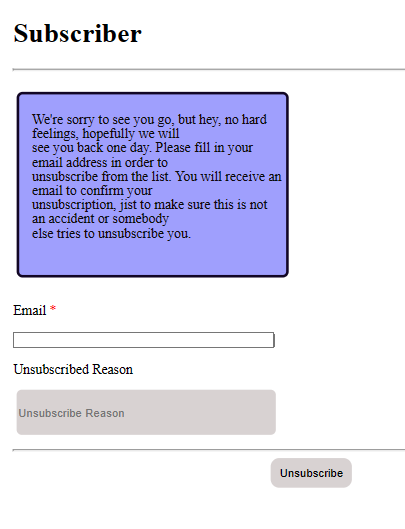 Subscriber
We're sorry to see you go, but hey, no hard
feelings, hopefully we will
see you back one day. Please fill in your
email address in order to
unsubscribe from the list. You will receive an
email to confirm your
unsubscription, jist to make sure this is not
an accident or somebody
else tries to unsubscribe you.
Email *
Unsubscribed Reason
Unsubscribe Reason
Unsubscribe